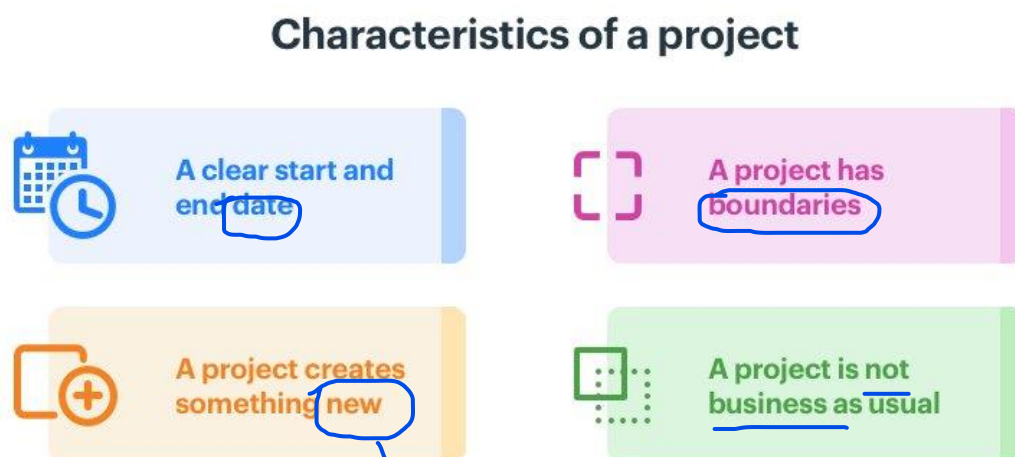 Characteristics of a project
A clear start and
end date
A project has
boundaries
A project creates
something new
A project is not
business as usual